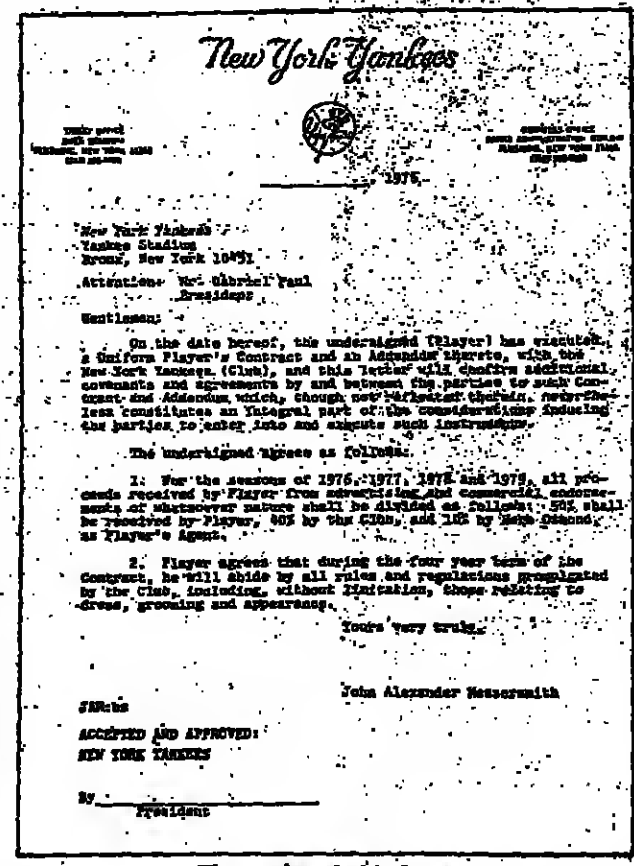 New York Yankees
1976
New York Yankees
Yankee Stadium
Bronx, New York 10451
Attention: Mr. Gabriel Paul
President
Gentlemen:
On the date hereof, the undersigned (Player) has executed
a Uniform Player's Contract and an Addendum thereto, with the
New York Yankees (Club), and this letter will confirm additional
covenants and agreements by and between the parties to such Con-
tract and Addendum which, though not reflected therein, neverthe-
less constitutes an integral part of the considerations inducing
the parties to enter into and execute such instruments.
The undersigned agrees as follows:
1. For the seasons of 1976, 1977, 1978 and 1979, all pro-
ceeds received by Player from advertising and commercial endorse-
ments of whatsoever nature shall be divided as follows: 50% shall
be received by Player, 40% by the Club, and 10% by Herb Osmond,
as Player's Agent.
2. Player agrees that during the four year term of the
Contract, he will abide by all rules and regulations promulgated
by the Club, including, without limitation, those relating to
dress, grooming and appearance.
Yours very truly,
John Alexander Messersmith
JAM:bs
ACCEPTED AND APPROVED:
NEW YORK YANKEES
By
President